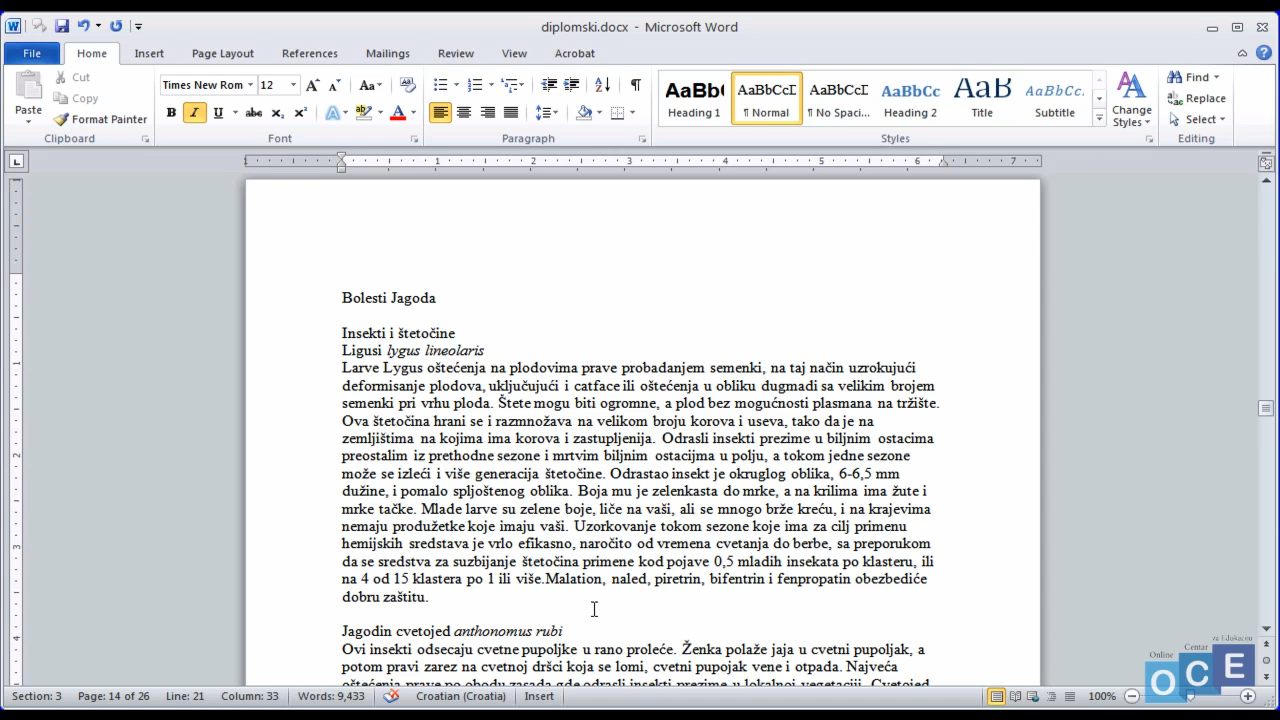 diplomski.docx - Microsoft Word
File Home Insert Page Layout References Mailings Review View Acrobat
Paste
Cut
Copy
Format Painter
Clipboard
Times New Rom 12
Font
Paragraph
AaBb( AaBbCcD AaBbCcD AaBbCc AaB AaBbCc.
Heading 1 ¶ Normal ¶ No Spaci... Heading 2 Title Subtitle
Change Styles
Styles
Find
Replace
Select
Editing
1 1 2 3 4 5 6 7
Bolesti Jagoda
Insekti i štetočine
Ligusi lygus lineolaris
Larve Lygus oštećenja na plodovima prave probadanjem semenki, na taj način uzrokujući
deformisanje plodova, uključujući i catface ili oštećenja u obliku dugmadi sa velikim brojem
semenki pri vrhu ploda. Štete mogu biti ogromne, a plod bez mogućnosti plasmana na tržište.
Ova štetočina hrani se i razmnožava na velikom broju korova i useva, tako da je na
zemljištima na kojima ima korova i zastupljenija. Odrasli insekti prezime u biljnim ostacima
preostalim iz prethodne sezone i mrtvim biljnim ostacijma u polju, a tokom jedne sezone
može se izleći i više generacija štetočine. Odrastao insekt je okruglog oblika, 6-6,5 mm
dužine, i pomalo spljoštenog oblika. Boja mu je zelenkasta do mrke, a na krilima ima žute i
mrke tačke. Mlade larve su zelene boje, liče na vaši, ali se mnogo brže kreću, i na krajevima
nemaju produžetke koje imaju vaši. Uzorkovanje tokom sezone koje ima za cilj primenu
hemijskih sredstava je vrlo efikasno, naročito od vremena cvetanja do berbe, sa preporukom
da se sredstva za suzbijanje štetočina primene kod pojave 0,5 mladih insekata po klasteru, ili
na 4 od 15 klastera po 1 ili više.Malation, naled, piretrin, bifentrin i fenpropatin obezbediće
dobru zaštitu.
Jagodin cvetojed anthonomus rubi
Ovi insekti odsecaju cvetne pupoljke u rano proleće. Ženka polaže jaja u cvetni pupoljak, a
potom pravi zarez na cvetnoj dršci koja se lomi, cvetni pupojak vene i otpada. Najveća
oštećenja prave po obodu zasada gde odrasli insekti prezime u lokalnoj vegetaciji. Cvetojed
Online Centar
OCE
Section: 3 Page: 14 of 26 Line: 21 Column: 33 Words: 9,433 Croatian (Croatia) Insert 100%